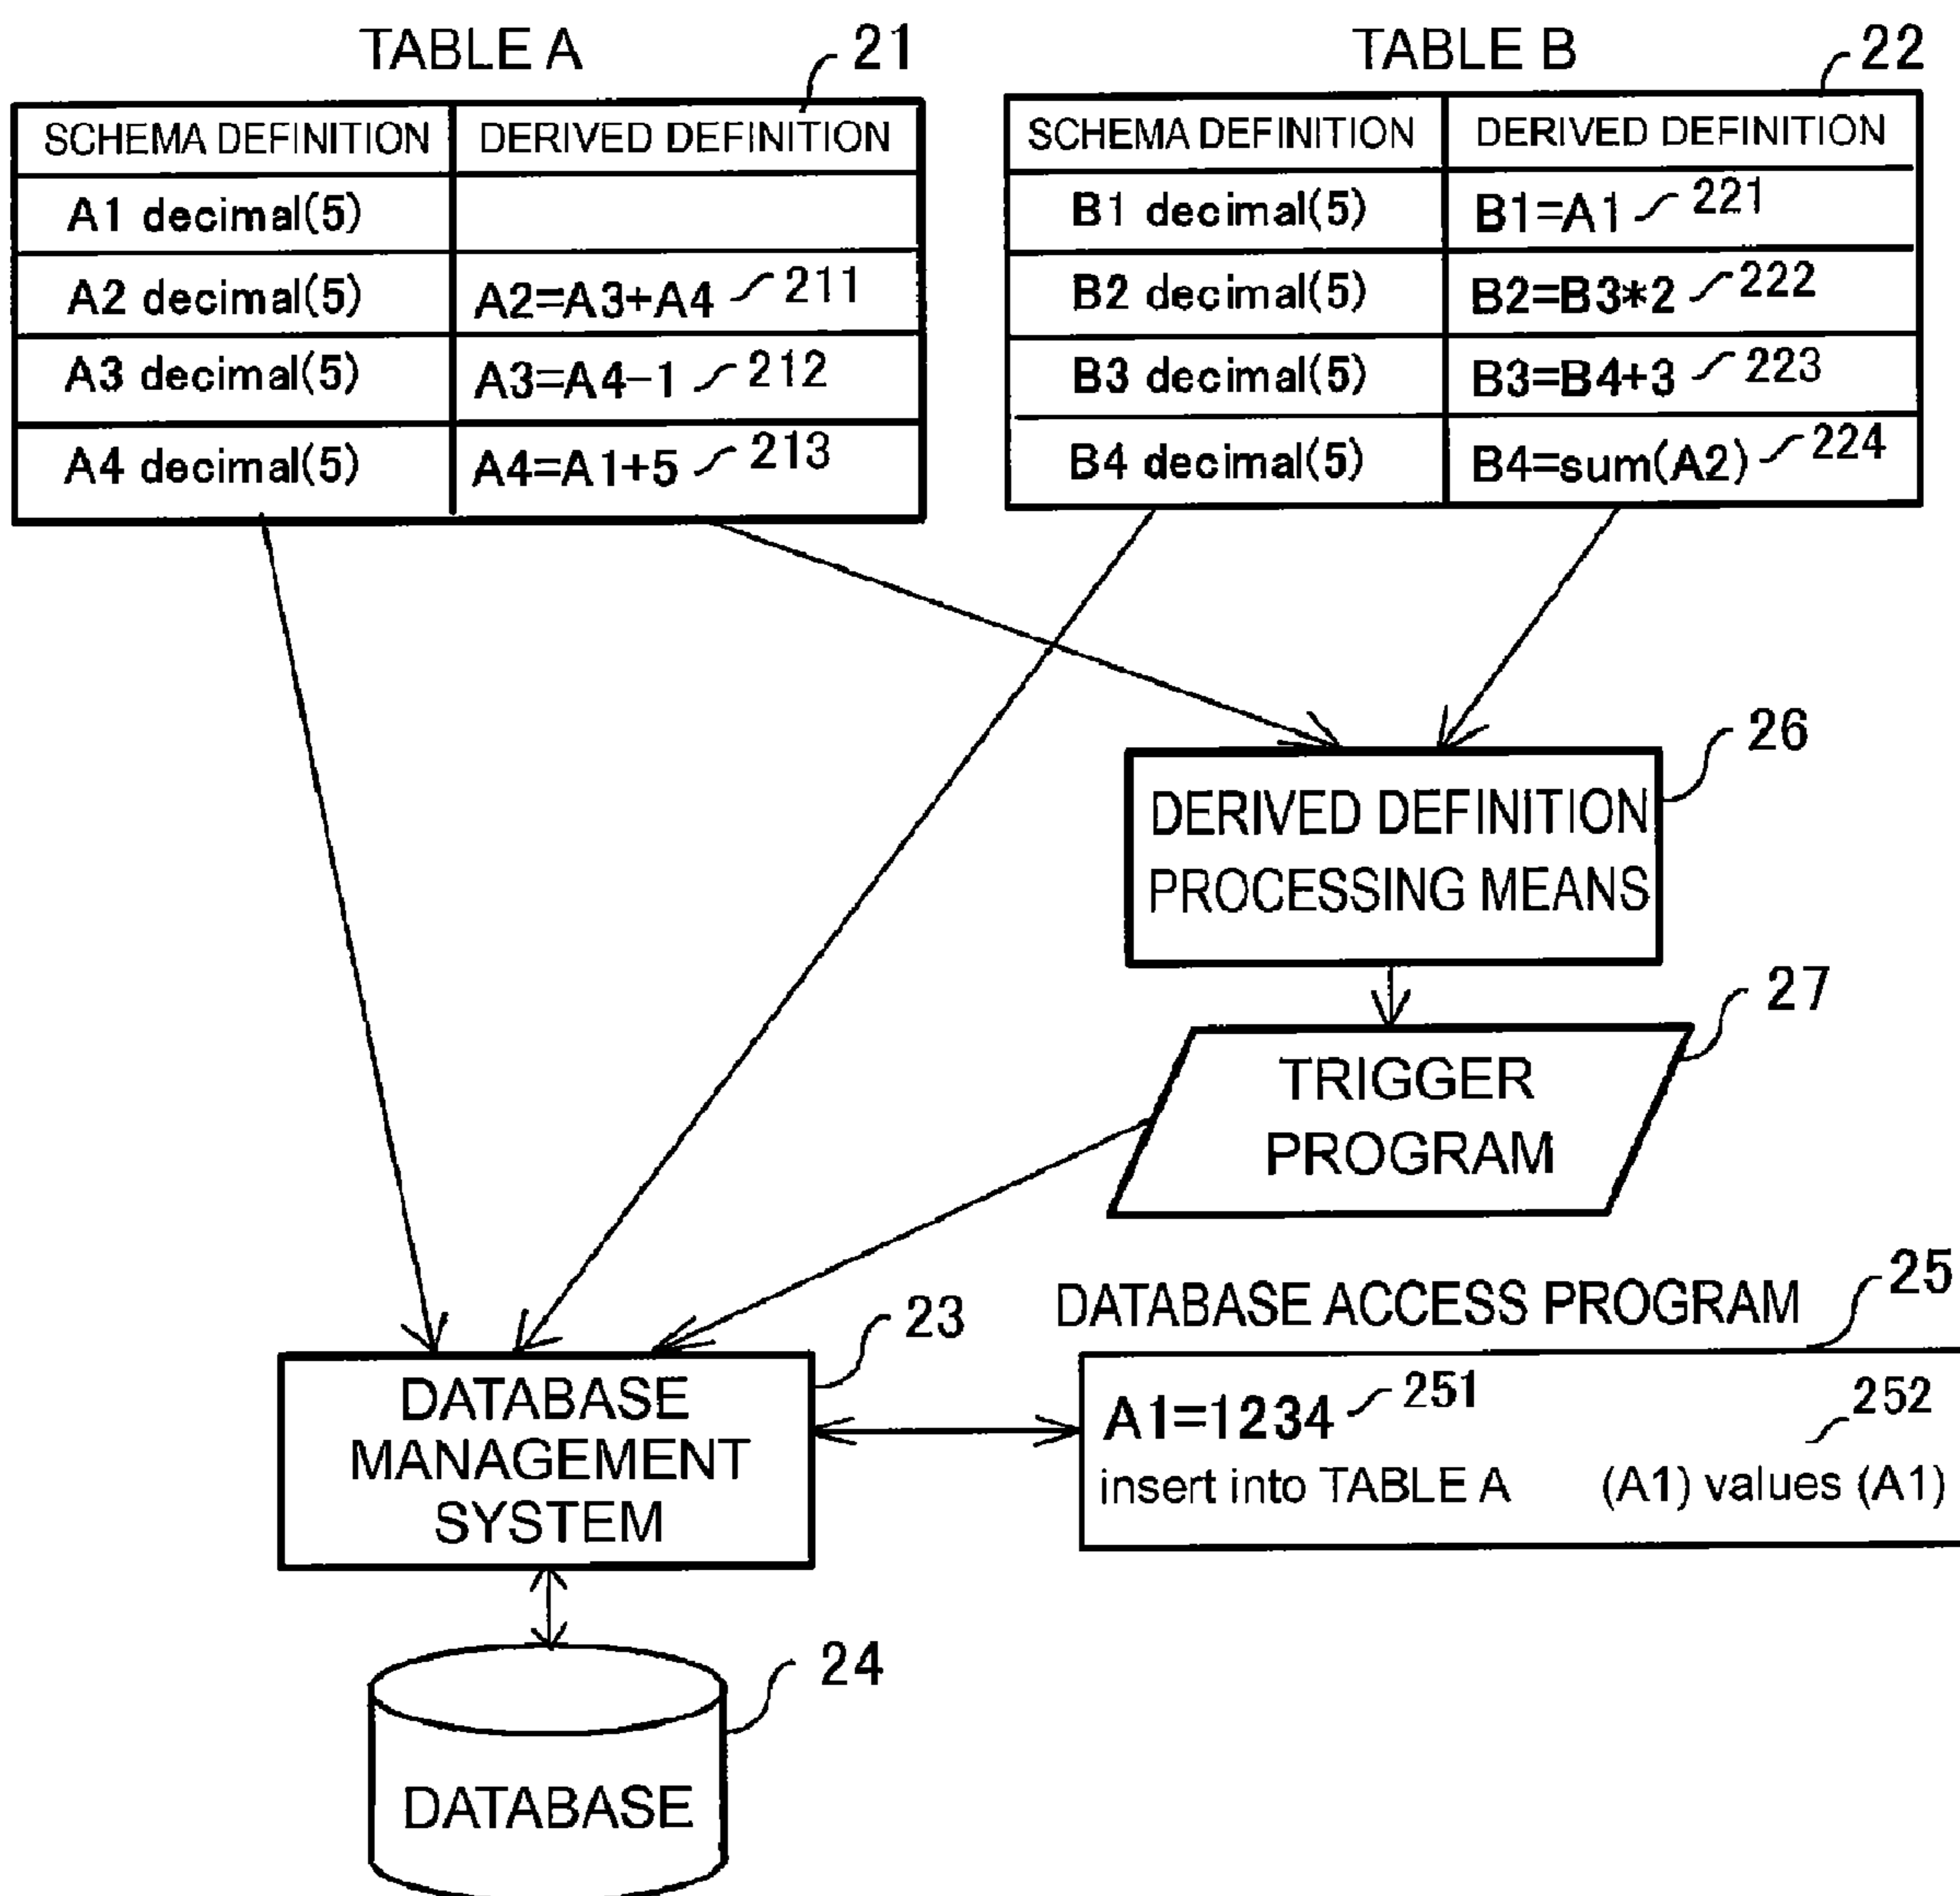 TABLE A
21
SCHEMA DEFINITION DERIVED DEFINITION
A1 decimal(5)
A2 decimal(5) A2=A3+A4 211
A3 decimal(5) A3=A4-1 212
A4 decimal(5) A4=A1+5 213
TABLE B
22
SCHEMA DEFINITION DERIVED DEFINITION
B1 decimal(5) B1=A1 221
B2 decimal(5) B2=B3*2 222
B3 decimal(5) B3=B4+3 223
B4 decimal(5) B4=sum(A2) 224
26
DERIVED DEFINITION
PROCESSING MEANS
27
TRIGGER
PROGRAM
23
DATABASE
MANAGEMENT
SYSTEM
DATABASE ACCESS PROGRAM
25
A1=1234 251
252
insert into TABLE A (A1) values (A1)
24
DATABASE